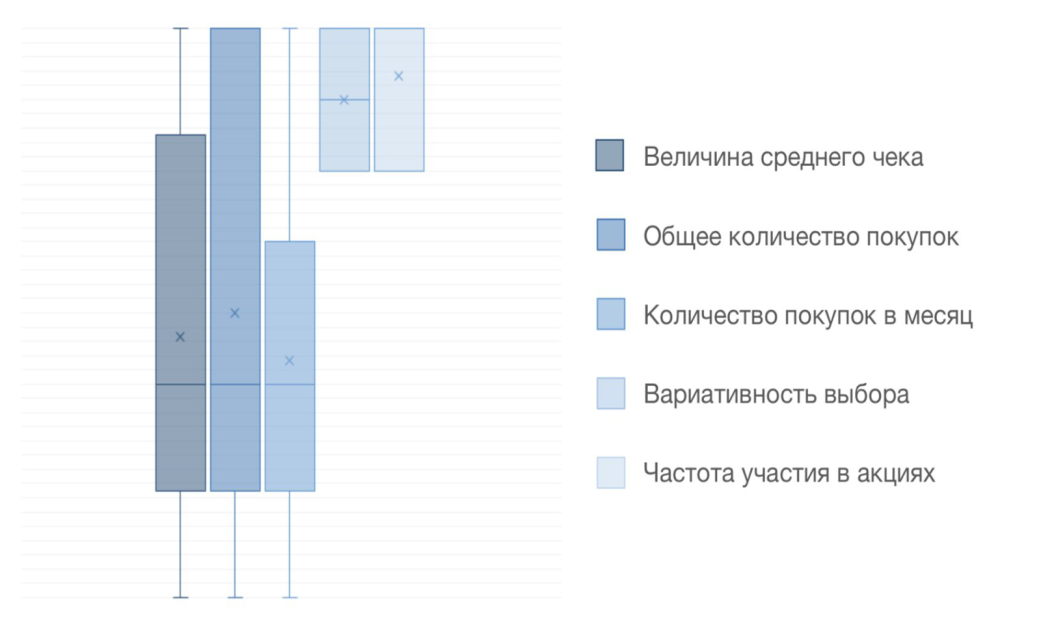 Величина среднего чека
Общее количество покупок
Количество покупок в месяц
Вариативность выбора
Частота участия в акциях